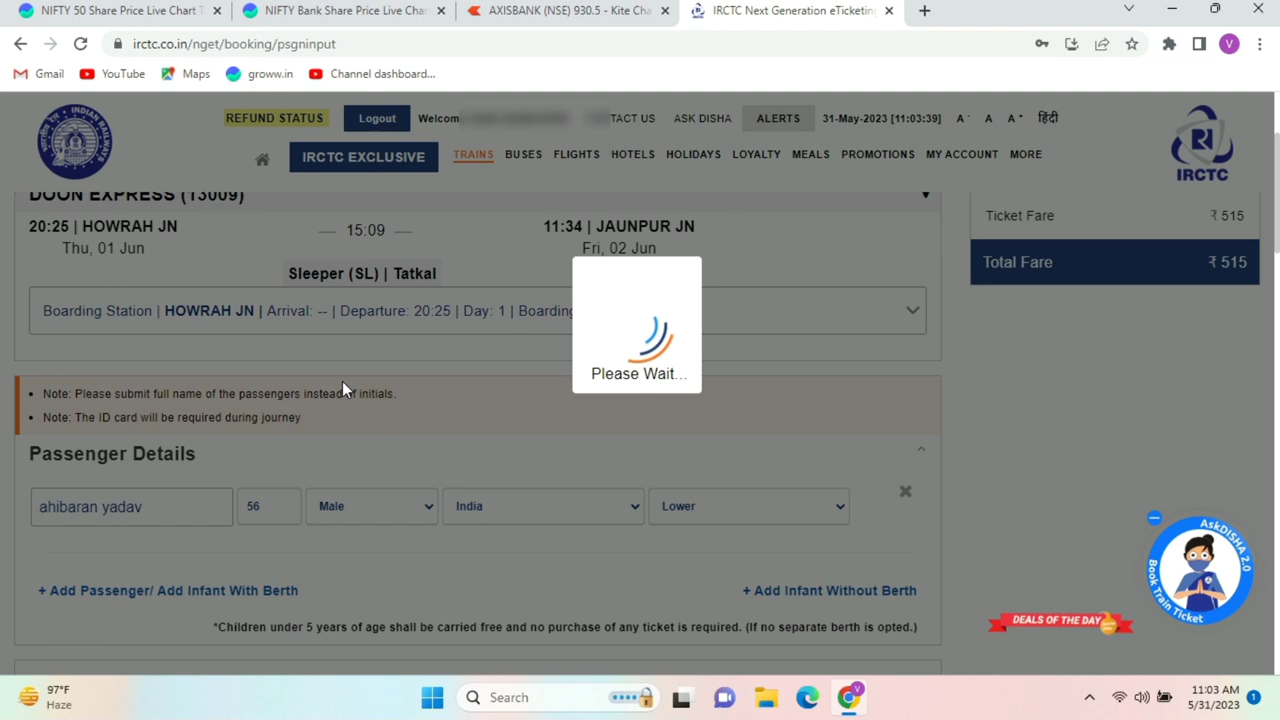 NIFTY 50 Share Price Live Chart T
NIFTY Bank Share Price Live Char
AXISBANK (NSE) 930.5 - Kite Cha
IRCTC Next Generation eTicketing
irctc.co.in/nget/booking/psgninput
V
Gmail
YouTube
Maps
groww.in
Channel dashboard...
INDIAN RAILWAYS
REFUND STATUS
Logout
Welcom
TACT US
ASK DISHA
ALERTS
31-May-2023 [11:03:39]
A-
A
A+
हिंदी
IRCTC EXCLUSIVE
TRAINS
BUSES
FLIGHTS
HOTELS
HOLIDAYS
LOYALTY
MEALS
PROMOTIONS
MY ACCOUNT
MORE
IRCTC
DOON EXPRESS (13009)
20:25 | HOWRAH JN
15:09
11:34 | JAUNPUR JN
Thu, 01 Jun
Fri, 02 Jun
Sleeper (SL) | Tatkal
Boarding Station | HOWRAH JN | Arrival: -- | Departure: 20:25 | Day: 1 | Boarding
Ticket Fare
₹ 515
Total Fare
₹ 515
Please Wait...
Note: Please submit full name of the passengers instead of initials.
Note: The ID card will be required during journey
Passenger Details
ahibaran yadav
56
Male
India
Lower
+ Add Passenger/ Add Infant With Berth
+ Add Infant Without Berth
*Children under 5 years of age shall be carried free and no purchase of any ticket is required. (If no separate berth is opted.)
AskDISHA 2.0
Book Train Ticket
DEALS OF THE DAY
97°F
Haze
Search
V
11:03 AM
5/31/2023
1